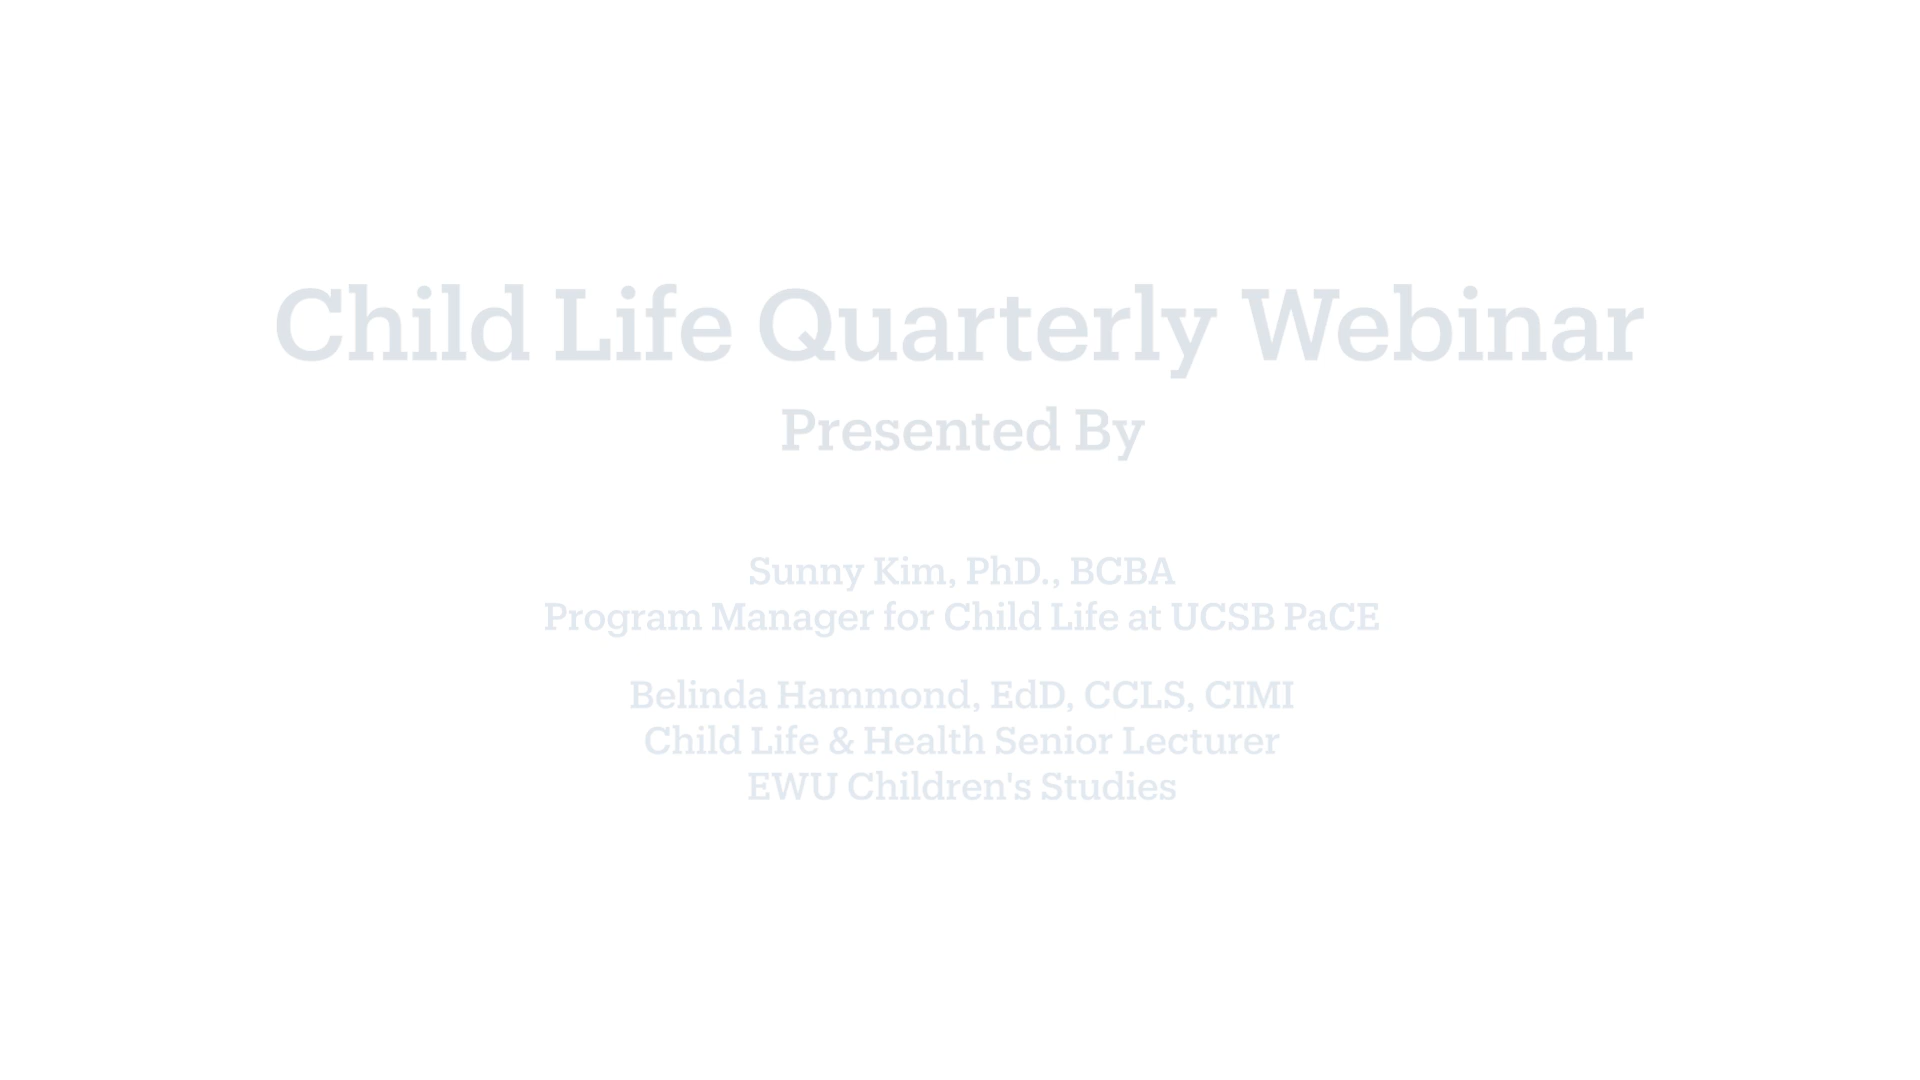 Child Life Quarterly Webinar
Presented By
Sunny Kim, PhD., BCBA
Program Manager for Child Life at UCSB PaCE
Belinda Hammond, EdD, CCLS, CIMI
Child Life & Health Senior Lecturer
EWU Children's Studies